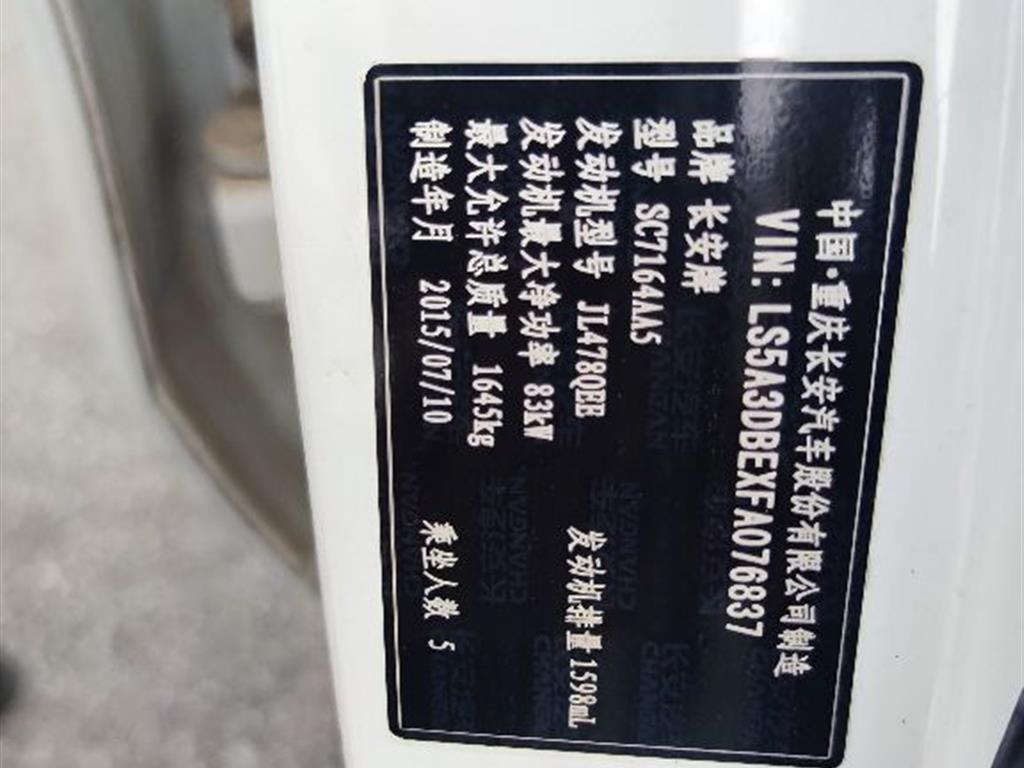 中国·重庆长安汽车股份有限公司制造
VIN: LS5A3DBEXFA076837
品牌 长安牌
型号 SC7164AA5
发动机型号 JL478QEE 发动机排量 1598mL
发动机最大净功率 83kW
最大允许总质量 1645kg
制造年月 2015/07/10 乘坐人数 5